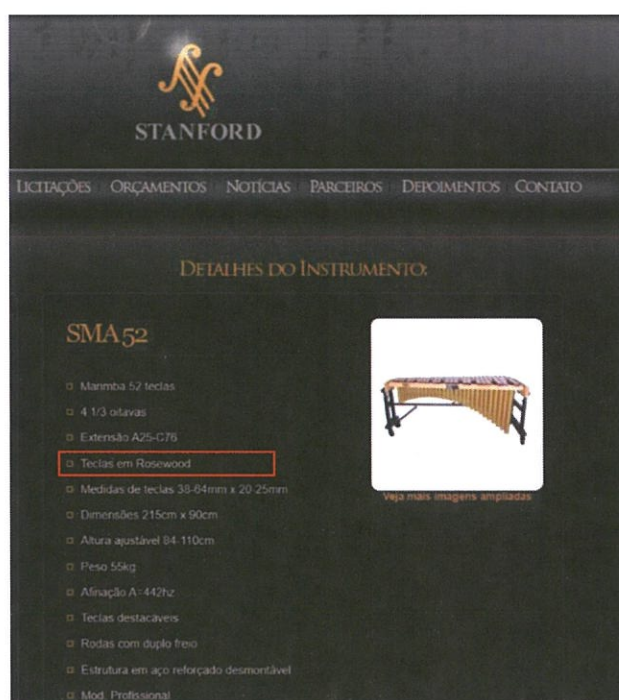 STANFORD
LICITAÇÕES ORÇAMENTOS NOTÍCIAS PARCEIROS DEPOIMENTOS CONTATO
DETALHES DO INSTRUMENTO:
SMA 52
Marimba 52 teclas
4 1/3 oitavas
Extensão A25-C76
Teclas em Rosewood
Medidas de teclas 38-64mm x 20-25mm
Veja mais imagens ampliadas
Dimensões 215cm x 90cm
Altura ajustável 84-110cm
Peso 55kg
Afinação A=442hz
Teclas destacáveis
Rodas com duplo freio
Estrutura em aço reforçado desmontável
Mod. Profissional